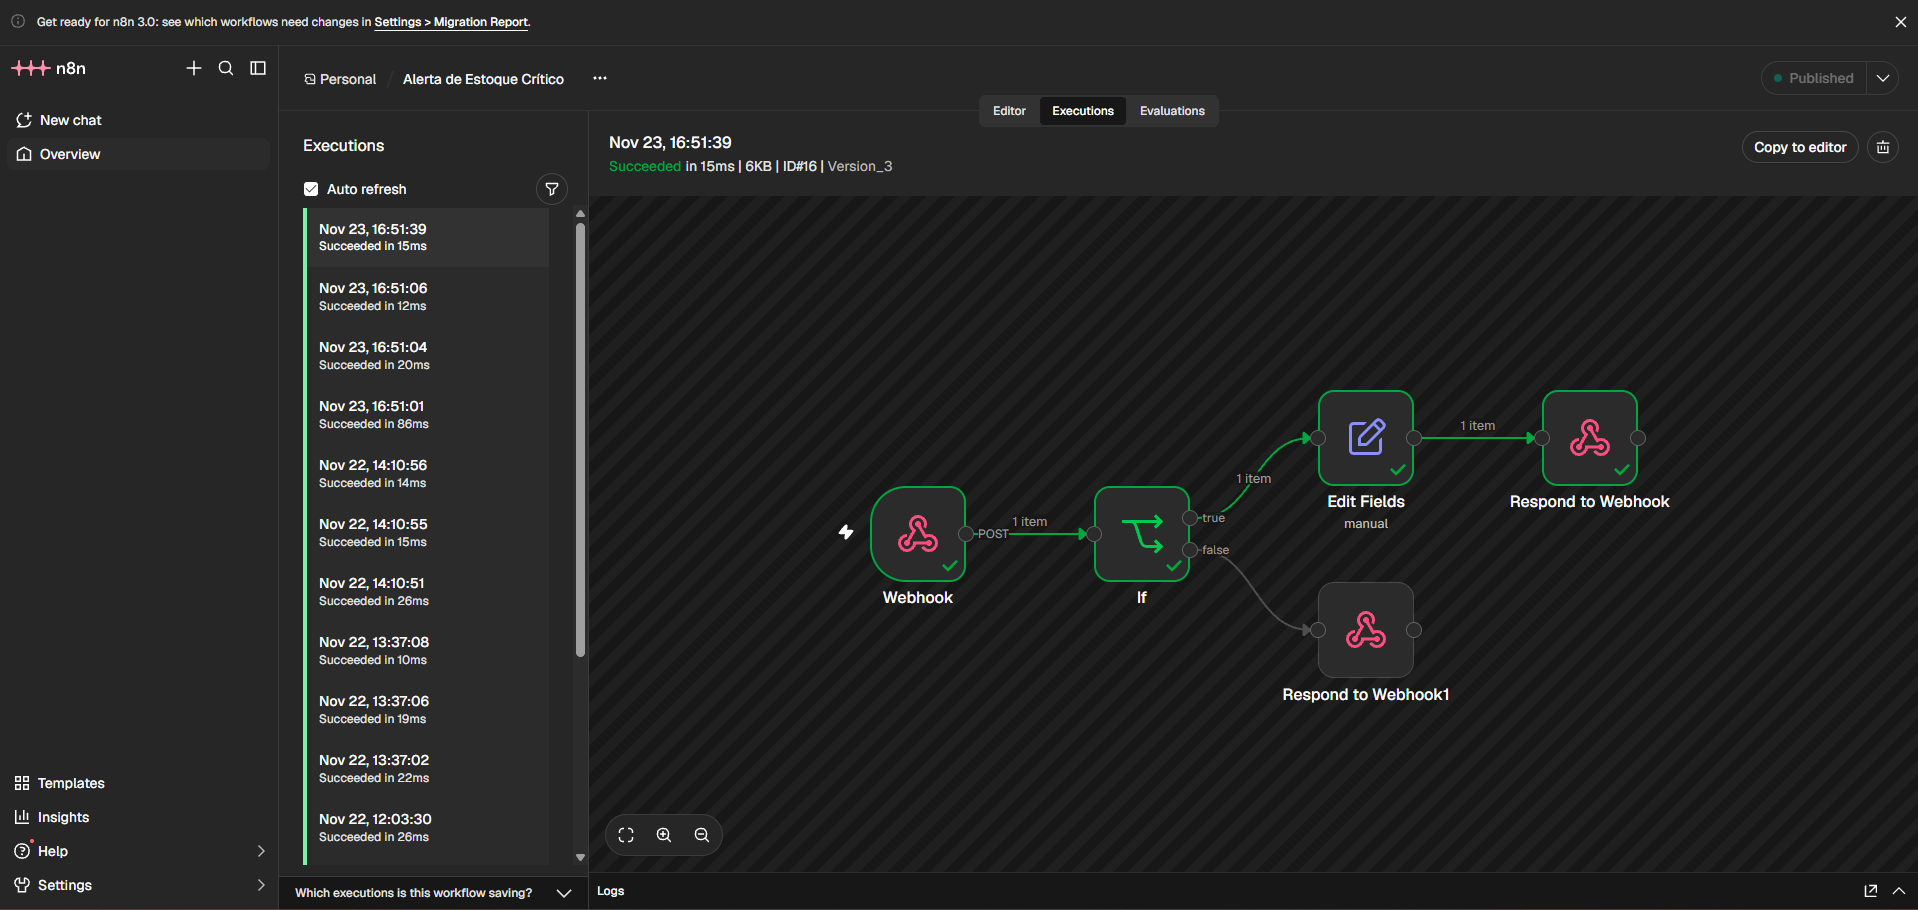 Get ready for n8n 3.0: see which workflows need changes in Settings > Migration Report.
n8n
New chat
Overview
Templates
Insights
Help
Settings
Personal / Alerta de Estoque Crítico
Published
Editor Executions Evaluations
Executions
Auto refresh
Nov 23, 16:51:39
Succeeded in 15ms
Nov 23, 16:51:06
Succeeded in 12ms
Nov 23, 16:51:04
Succeeded in 20ms
Nov 23, 16:51:01
Succeeded in 86ms
Nov 22, 14:10:56
Succeeded in 14ms
Nov 22, 14:10:55
Succeeded in 15ms
Nov 22, 14:10:51
Succeeded in 26ms
Nov 22, 13:37:08
Succeeded in 10ms
Nov 22, 13:37:06
Succeeded in 19ms
Nov 22, 13:37:02
Succeeded in 22ms
Nov 22, 12:03:30
Succeeded in 26ms
Which executions is this workflow saving?
Nov 23, 16:51:39
Succeeded in 15ms | 6KB | ID#16 | Version_3
Copy to editor
Webhook
POST
1 item
If
true
false
1 item
Edit Fields
manual
1 item
Respond to Webhook
Respond to Webhook1
Logs